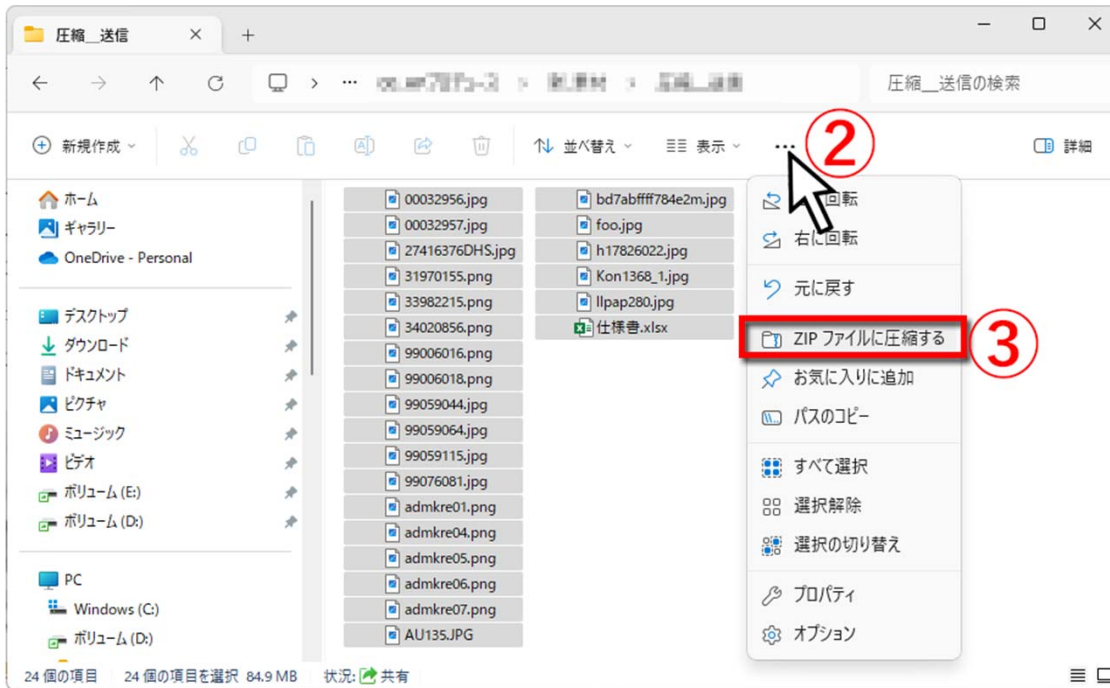 圧縮__送信
圧縮__送信の検索
新規作成
並べ替え
表示
②
詳細
ホーム
ギャラリー
OneDrive - Personal
デスクトップ
ダウンロード
ドキュメント
ピクチャ
ミュージック
ビデオ
ボリューム (E:)
ボリューム (D:)
PC
Windows (C:)
ボリューム (D:)
00032956.jpg
00032957.jpg
27416376DHS.jpg
31970155.png
33982215.png
34020856.png
99006016.png
99006018.png
99059044.jpg
99059064.jpg
99059115.jpg
99076081.jpg
admkre01.png
admkre04.png
admkre05.png
admkre06.png
admkre07.png
AU135.JPG
bd7abffff784e2m.jpg
foo.jpg
h17826022.jpg
Kon1368_1.jpg
llpap280.jpg
仕様書.xlsx
回転
右に回転
元に戻す
ZIP ファイルに圧縮する
③
お気に入りに追加
パスのコピー
すべて選択
選択解除
選択の切り替え
プロパティ
オプション
24 個の項目 24 個の項目を選択 84.9 MB 状況: 共有